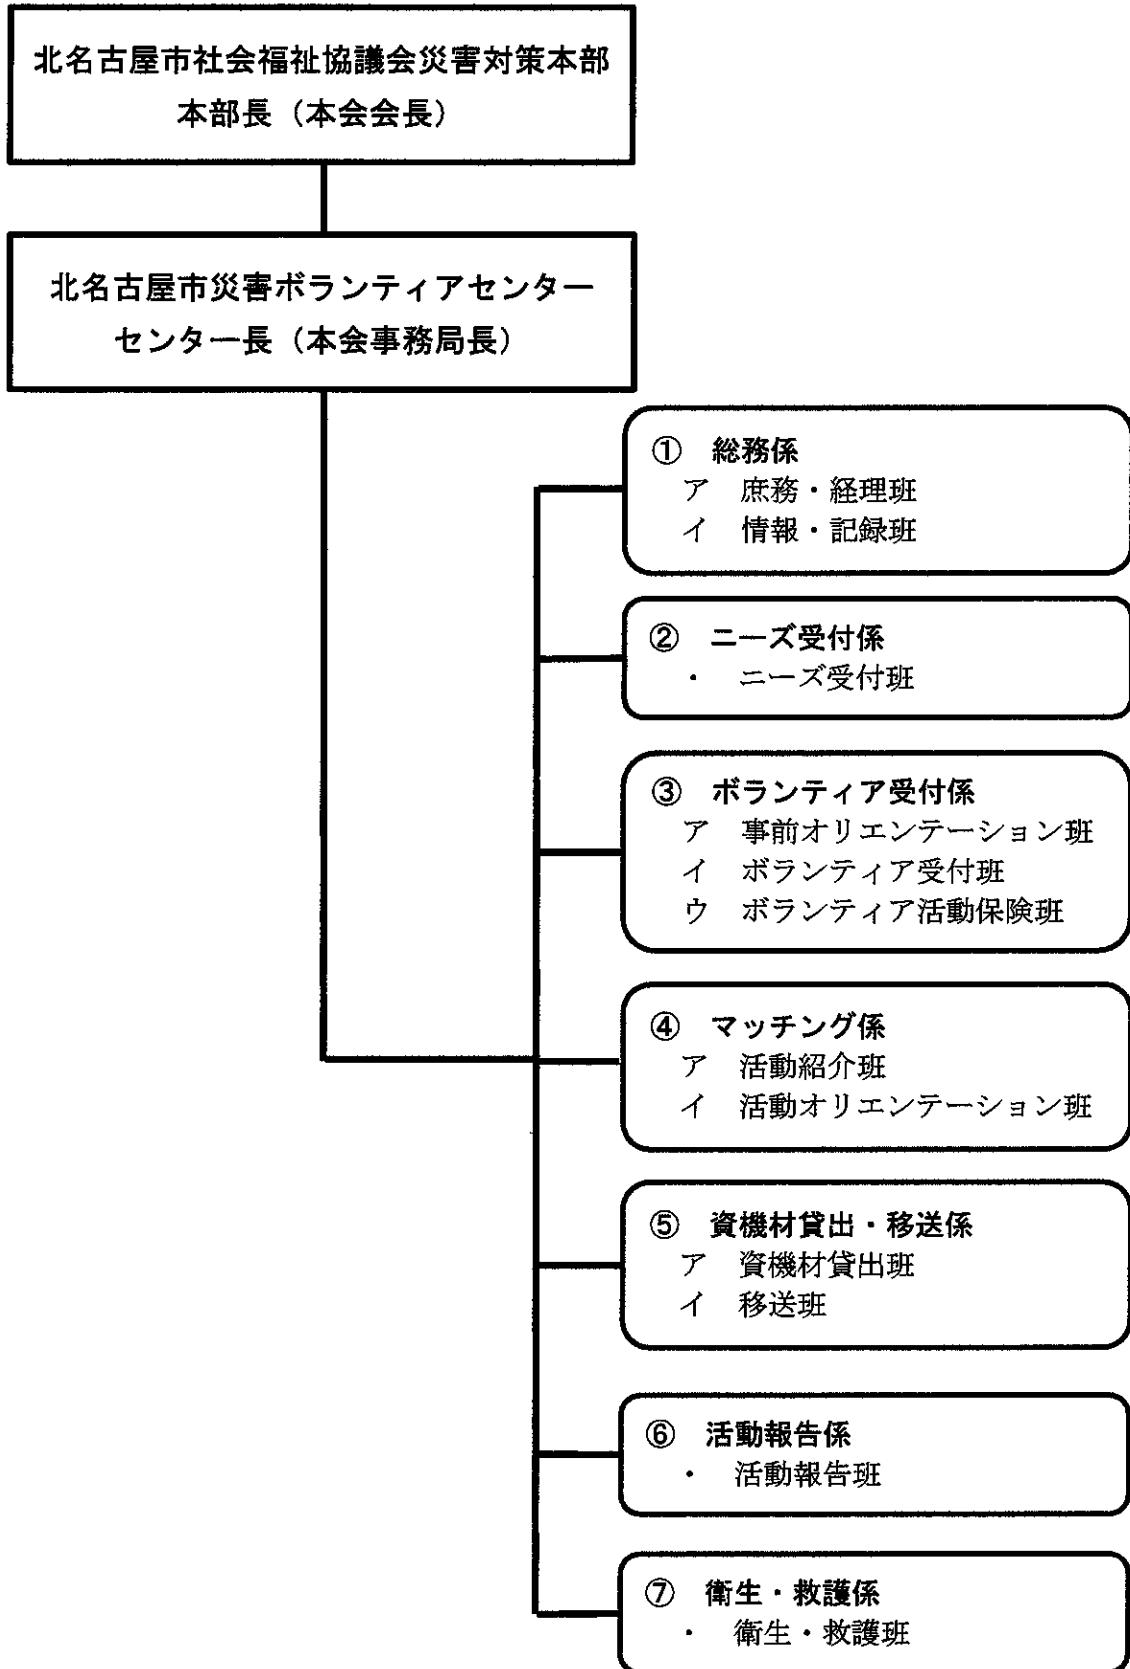 北名古屋市社会福祉協議会災害対策本部
本部長（本会会長）
北名古屋市災害ボランティアセンター
センター長（本会事務局長）
① 総務係
ア 庶務・経理班
イ 情報・記録班
② ニーズ受付係
・ ニーズ受付班
③ ボランティア受付係
ア 事前オリエンテーション班
イ ボランティア受付班
ウ ボランティア活動保険班
④ マッチング係
ア 活動紹介班
イ 活動オリエンテーション班
⑤ 資機材貸出・移送係
ア 資機材貸出班
イ 移送班
⑥ 活動報告係
・ 活動報告班
⑦ 衛生・救護係
・ 衛生・救護班